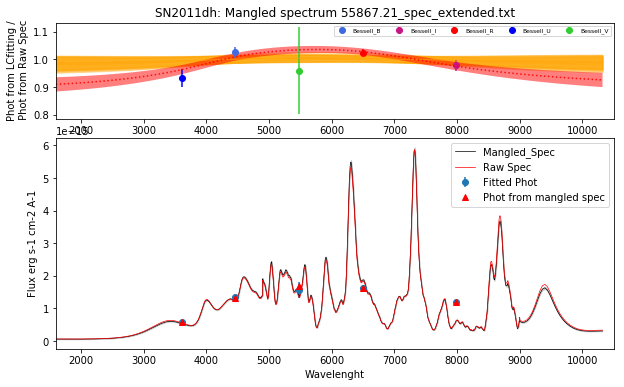 SN2011dh: Mangled spectrum 55867.21_spec_extended.txt
Phot from LCfitting /
Phot from Raw Spec
1.1
1.0
0.9
0.8
Bessell_B
Bessell_I
Bessell_R
Bessell_U
Bessell_V
2000 3000 4000 5000 6000 7000 8000 9000 10000
Flux erg s-1 cm-2 A-1
6
5
4
3
2
1
0
Mangled_Spec
Raw Spec
Fitted Phot
Phot from mangled spec
2000 3000 4000 5000 6000 7000 8000 9000 10000
Wavelenght